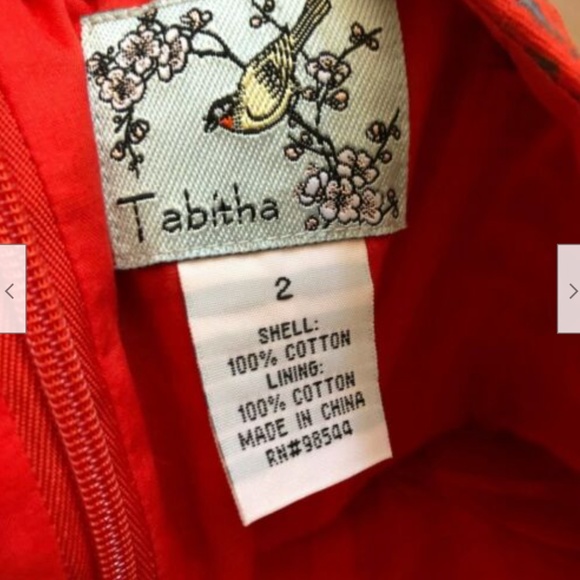 Tabitha
2
SHELL:
100% COTTON
LINING:
100% COTTON
MADE IN CHINA
RN#98544